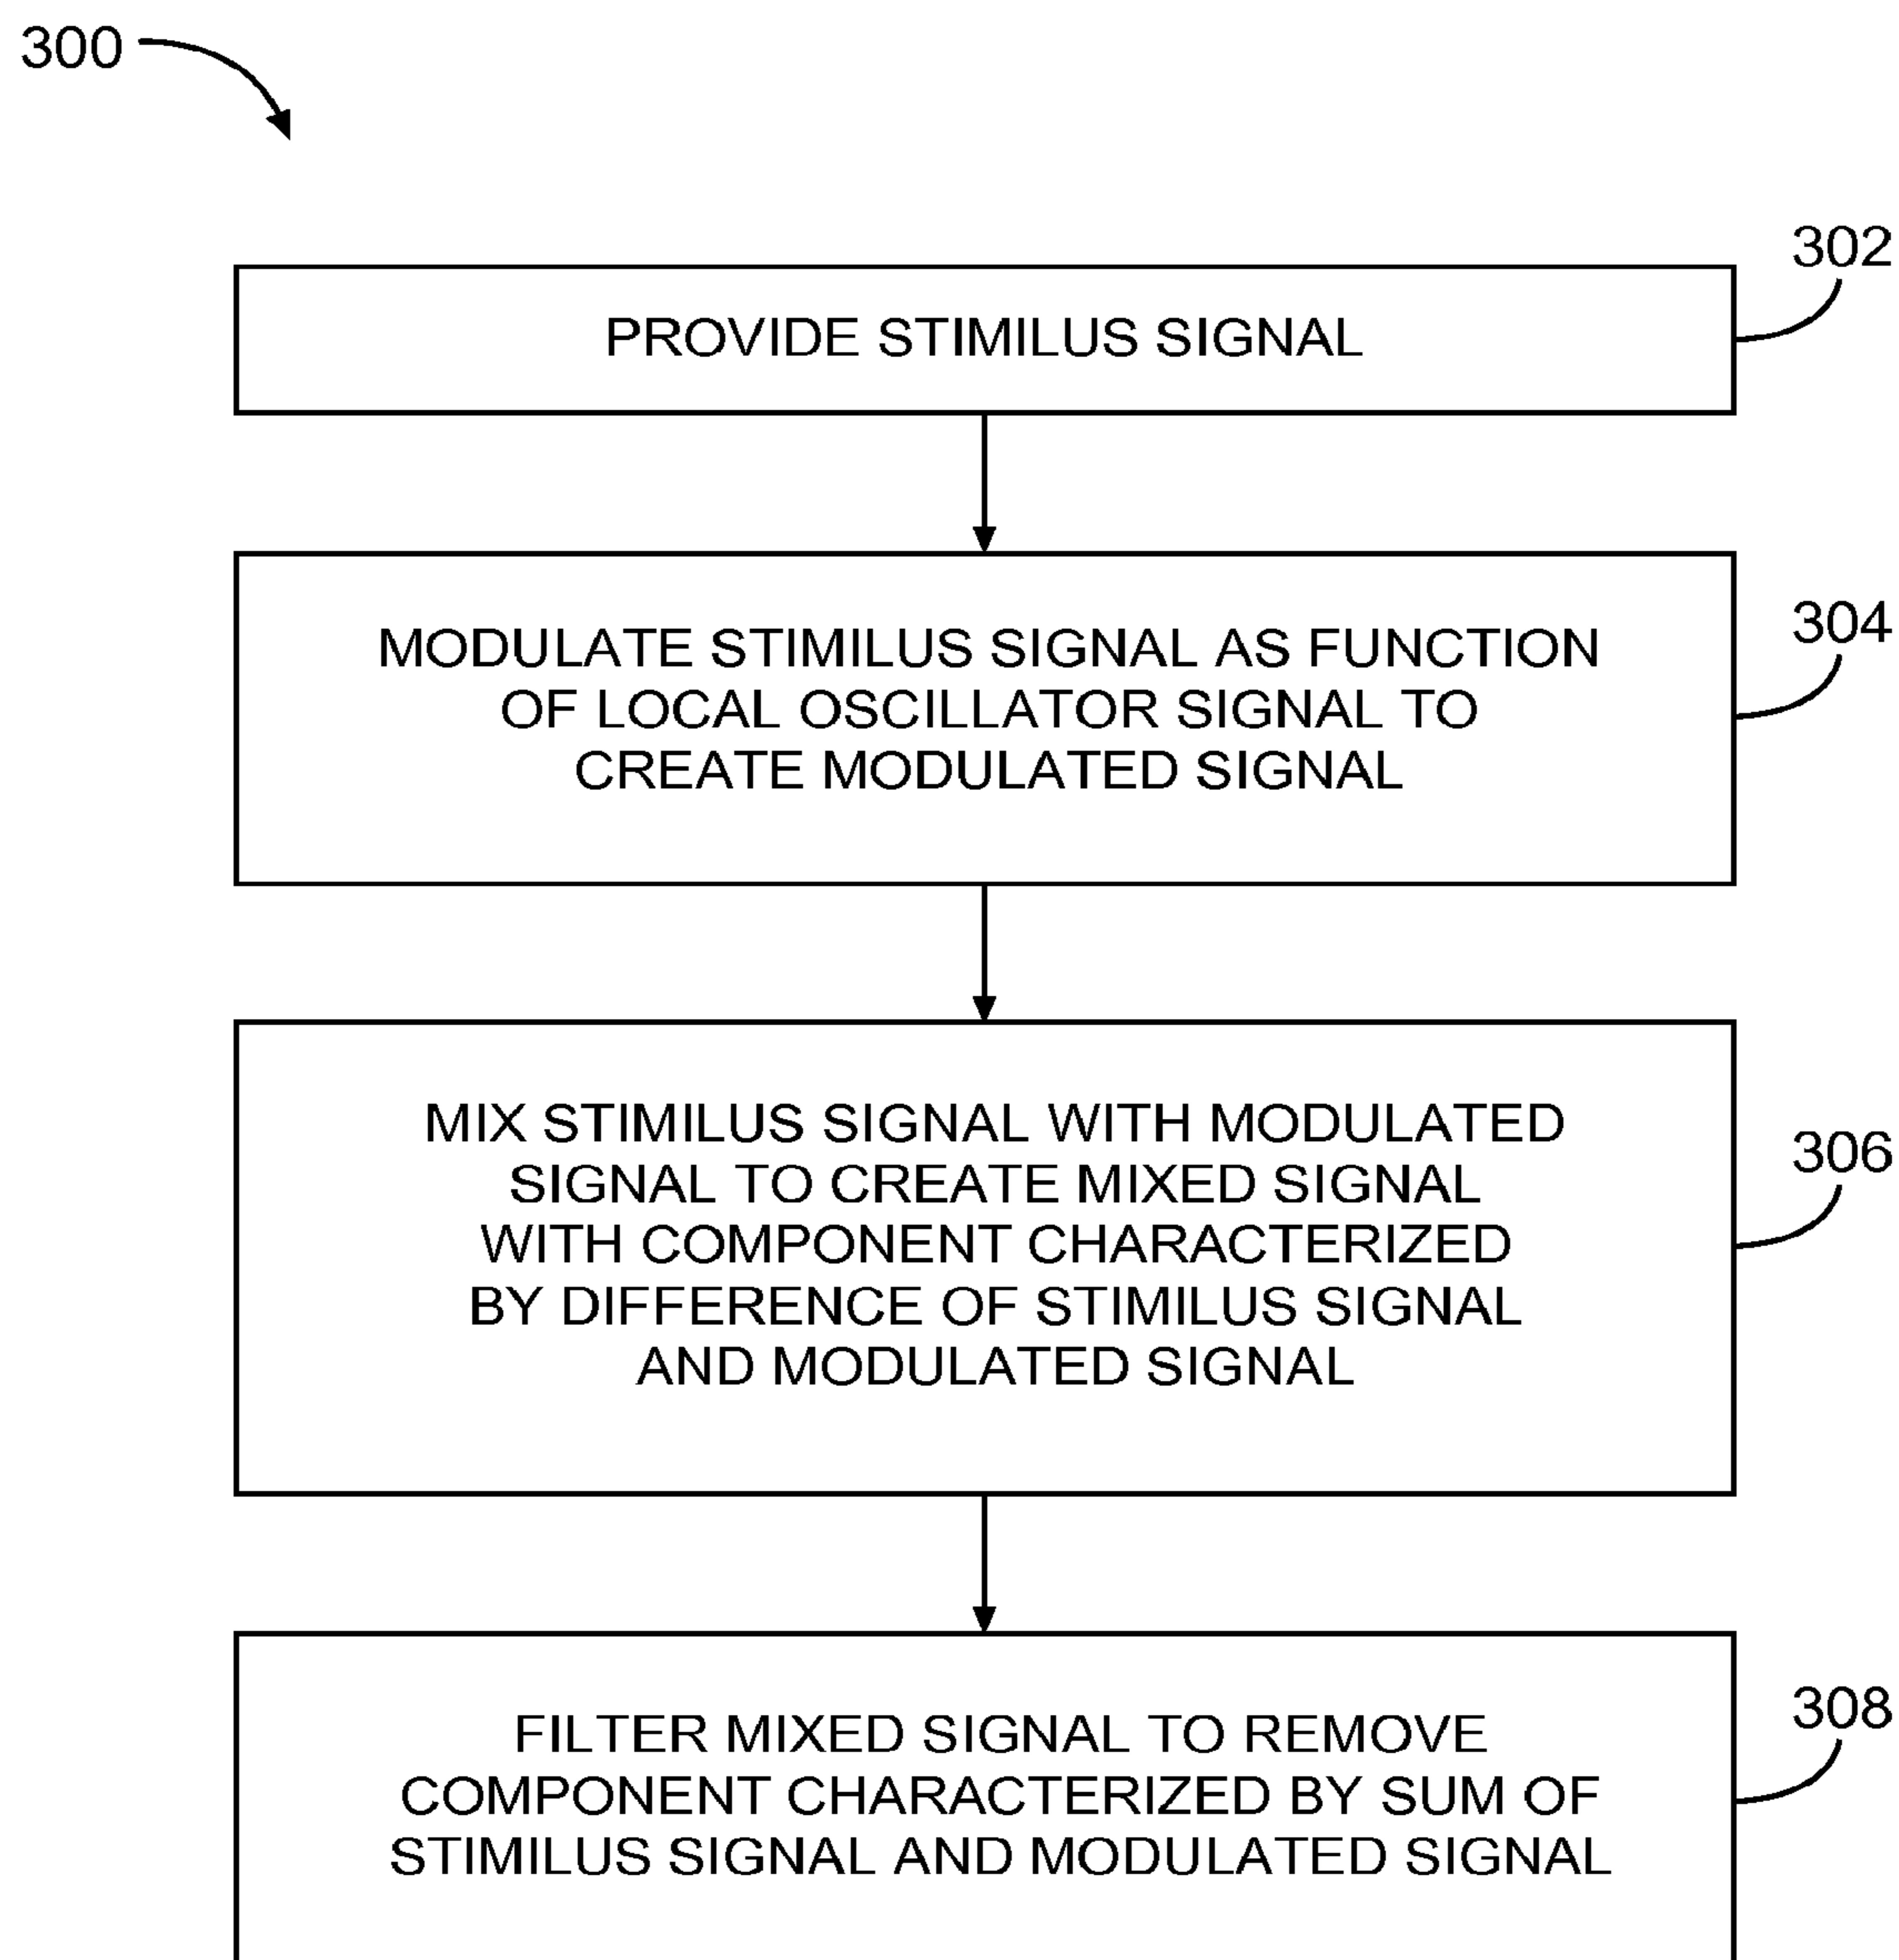 300
302
PROVIDE STIMILUS SIGNAL
304
MODULATE STIMILUS SIGNAL AS FUNCTION
OF LOCAL OSCILLATOR SIGNAL TO
CREATE MODULATED SIGNAL
306
MIX STIMILUS SIGNAL WITH MODULATED
SIGNAL TO CREATE MIXED SIGNAL
WITH COMPONENT CHARACTERIZED
BY DIFFERENCE OF STIMILUS SIGNAL
AND MODULATED SIGNAL
308
FILTER MIXED SIGNAL TO REMOVE
COMPONENT CHARACTERIZED BY SUM OF
STIMILUS SIGNAL AND MODULATED SIGNAL